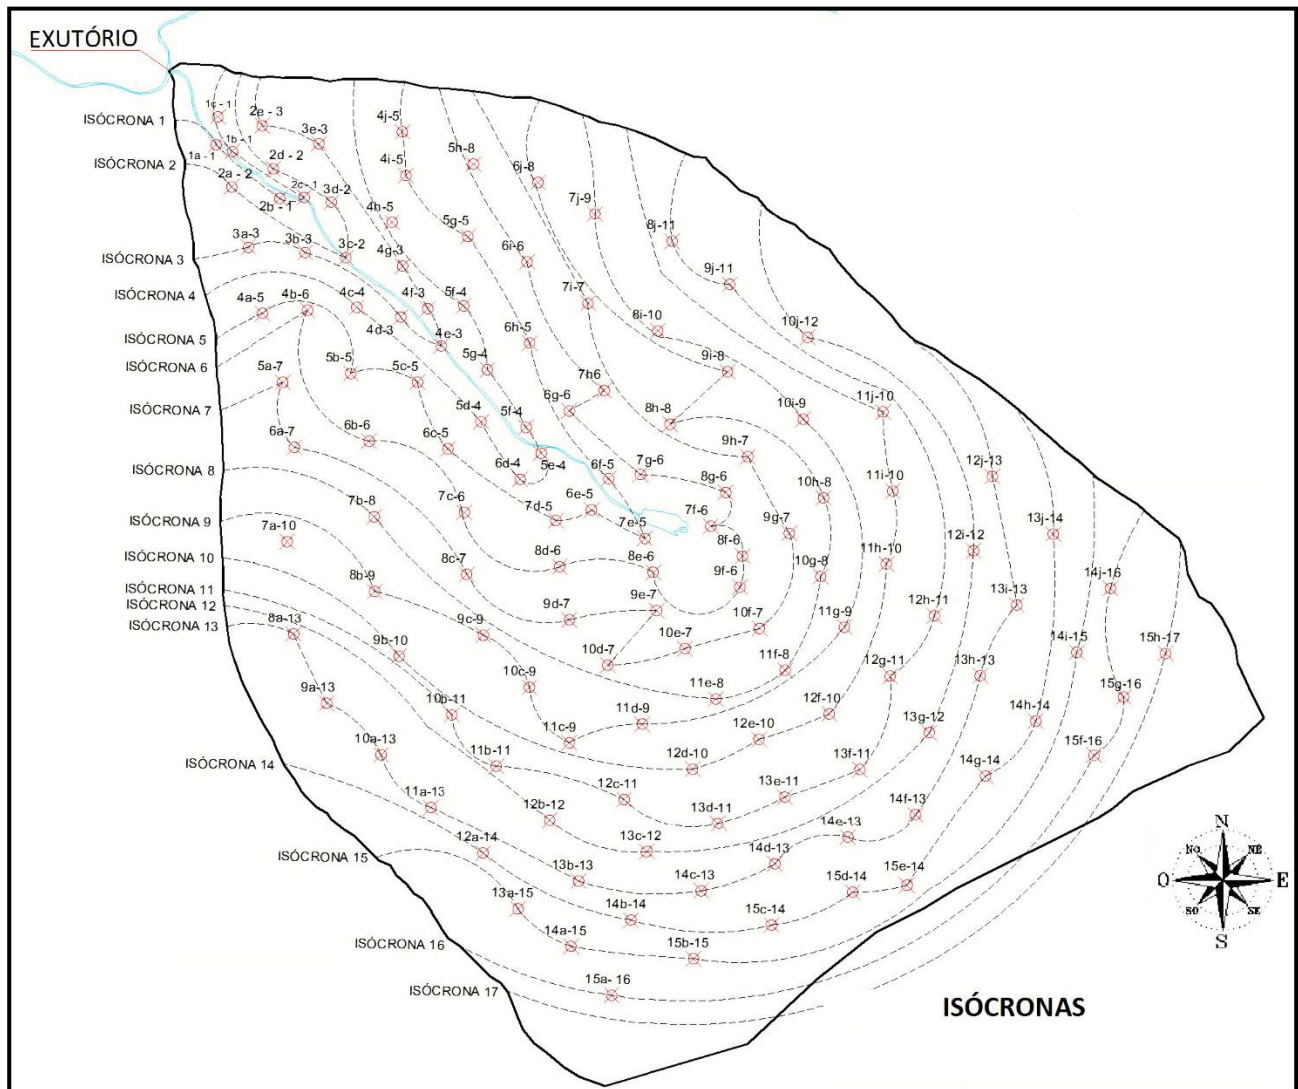 EXUTÓRIO
1c - 1
2e - 3
4j-5
ISÓCRONA 1
1b - 1
3e-3
5h-8
6j-8
1a - 1
2d - 2
4i-5
ISÓCRONA 2
2a - 2
2c - 1
3d-2
7j-9
2b - 1
4h-5
5g-5
8j-11
3a-3
3b-3
3c-2
4g-3
6i-6
ISÓCRONA 3
9j-11
ISÓCRONA 4
4a-5
4b-6
4c-4
4f-3
5f-4
7i-7
8i-10
10j-12
4d-3
4e-3
6h-5
ISÓCRONA 5
ISÓCRONA 6
5a-7
5b-5
5c-5
5g-4
9i-8
7h6
ISÓCRONA 7
6g-6
8h-8
10i-9
11j-10
5d-4
5f-4
6a-7
6b-6
6c-5
9h-7
ISÓCRONA 8
6d-4
5e-4
6f-5
7g-6
8g-6
10h-8
11i-10
12j-13
7b-8
7c-6
7d-5
6e-5
7f-6
ISÓCRONA 9
7a-10
7e-5
9g-7
13j-14
ISÓCRONA 10
8c-7
8d-6
8e-6
8f-6
11h-10
12i-12
8b-9
9f-6
10g-8
14j-16
ISÓCRONA 11
ISÓCRONA 12
9d-7
9e-7
13i-13
ISÓCRONA 13
8a-13
9c-9
10f-7
11g-9
12h-11
9b-10
10d-7
10e-7
14i-15
15h-17
10c-9
11f-8
12g-11
13h-13
9a-13
10b-11
11e-8
15g-16
11c-9
11d-9
12f-10
14h-14
10a-13
11b-11
12e-10
13g-12
ISÓCRONA 14
12d-10
13f-11
14g-14
15f-16
11a-13
12c-11
13e-11
12b-12
13d-11
14f-13
12a-14
13c-12
14e-13
ISÓCRONA 15
13b-13
14d-13
14c-13
15e-14
13a-15
14b-14
15d-14
15c-14
ISÓCRONA 16
14a-15
15b-15
ISÓCRONA 17
15a- 16
N
NO
NE
O
E
SO
SE
S
ISÓCRONAS